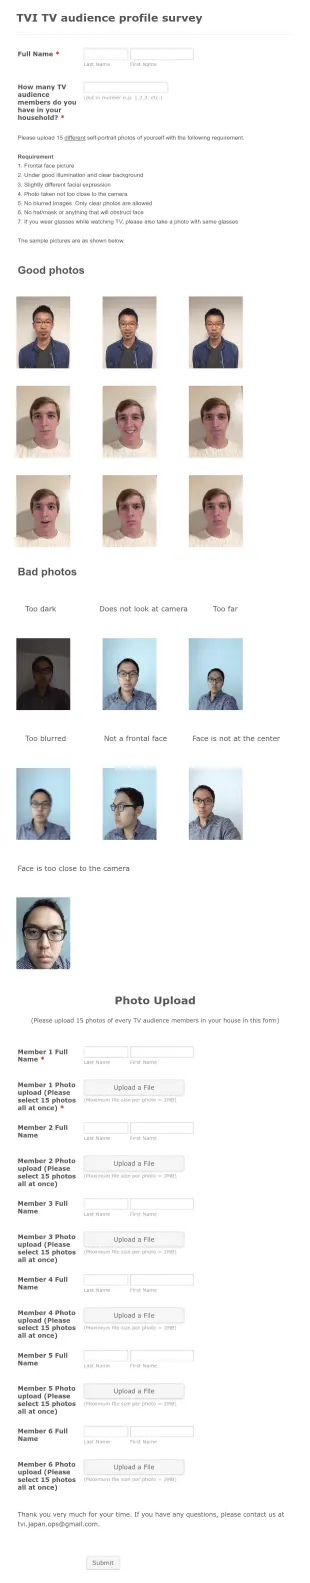 TVI TV audience profile survey
Full Name *
Last Name First Name
How many TV
audience
members do you
have in your
household? *
(put in number e.g. 1,2,3, etc.)
Please upload 15 different self-portrait photos of yourself with the following requirement.
Requirement
1. Frontal face picture
2. Under good illumination and clear background
3. Slightly different facial expression
4. Photo taken not too close to the camera
5. No blurred images. Only clear photos are allowed
6. No hat/mask or anything that will obstruct face
7. If you wear glasses while watching TV, please also take a photo with same glasses
The sample pictures are as shown below
Good photos
Bad photos
Too dark Does not look at camera Too far
Too blurred Not a frontal face Face is not at the center
Face is too close to the camera
Photo Upload
(Please upload 15 photos of every TV audience members in your house in this form)
Member 1 Full
Name *
Last Name First Name
Member 1 Photo
upload (Please
select 15 photos
all at once) *
Upload a File
(Maximum file size per photo = 2MB)
Member 2 Full
Name
Last Name First Name
Member 2 Photo
upload (Please
select 15 photos
all at once)
Upload a File
(Maximum file size per photo = 2MB)
Member 3 Full
Name
Last Name First Name
Member 3 Photo
upload (Please
select 15 photos
all at once)
Upload a File
(Maximum file size per photo = 2MB)
Member 4 Full
Name
Last Name First Name
Member 4 Photo
upload (Please
select 15 photos
all at once)
Upload a File
(Maximum file size per photo = 2MB)
Member 5 Full
Name
Last Name First Name
Member 5 Photo
upload (Please
select 15 photos
all at once)
Upload a File
(Maximum file size per photo = 2MB)
Member 6 Full
Name
Last Name First Name
Member 6 Photo
upload (Please
select 15 photos
all at once)
Upload a File
(Maximum file size per photo = 2MB)
Thank you very much for your time. If you have any questions, please contact us at
tvi.japan.ops@gmail.com.
Submit